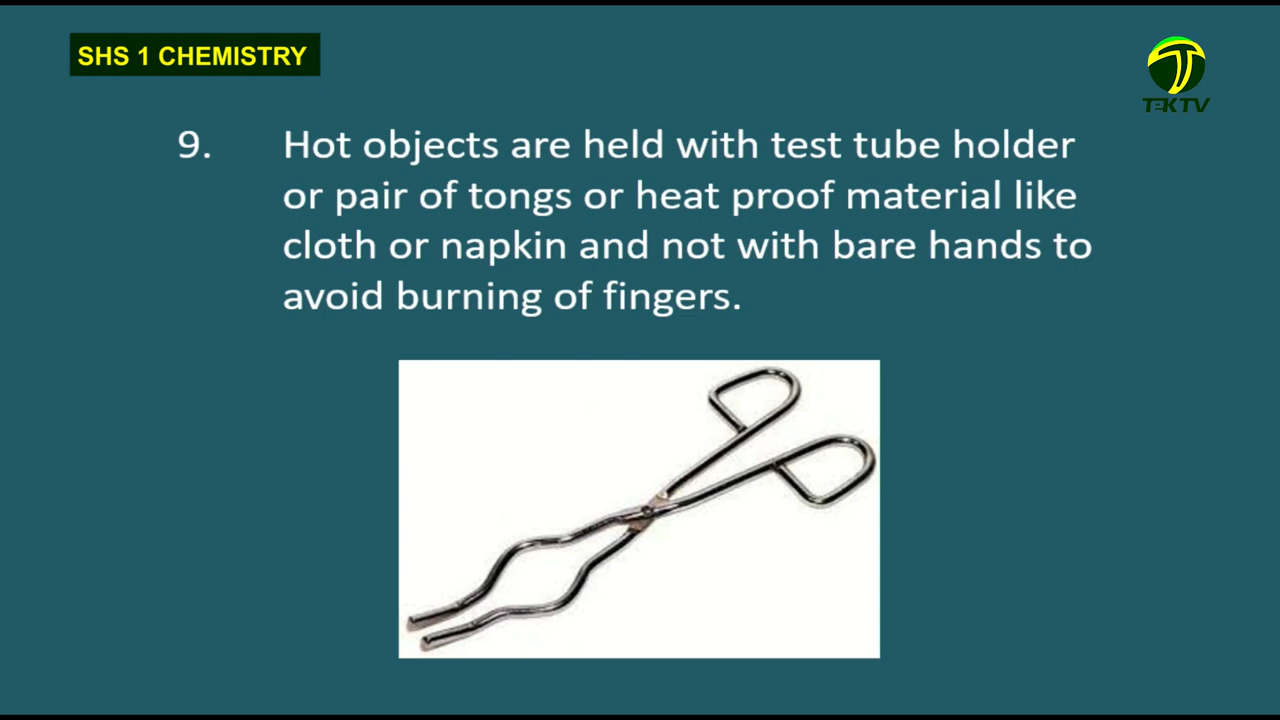 SHS 1 CHEMISTRY
TEKTV
9. Hot objects are held with test tube holder
or pair of tongs or heat proof material like
cloth or napkin and not with bare hands to
avoid burning of fingers.